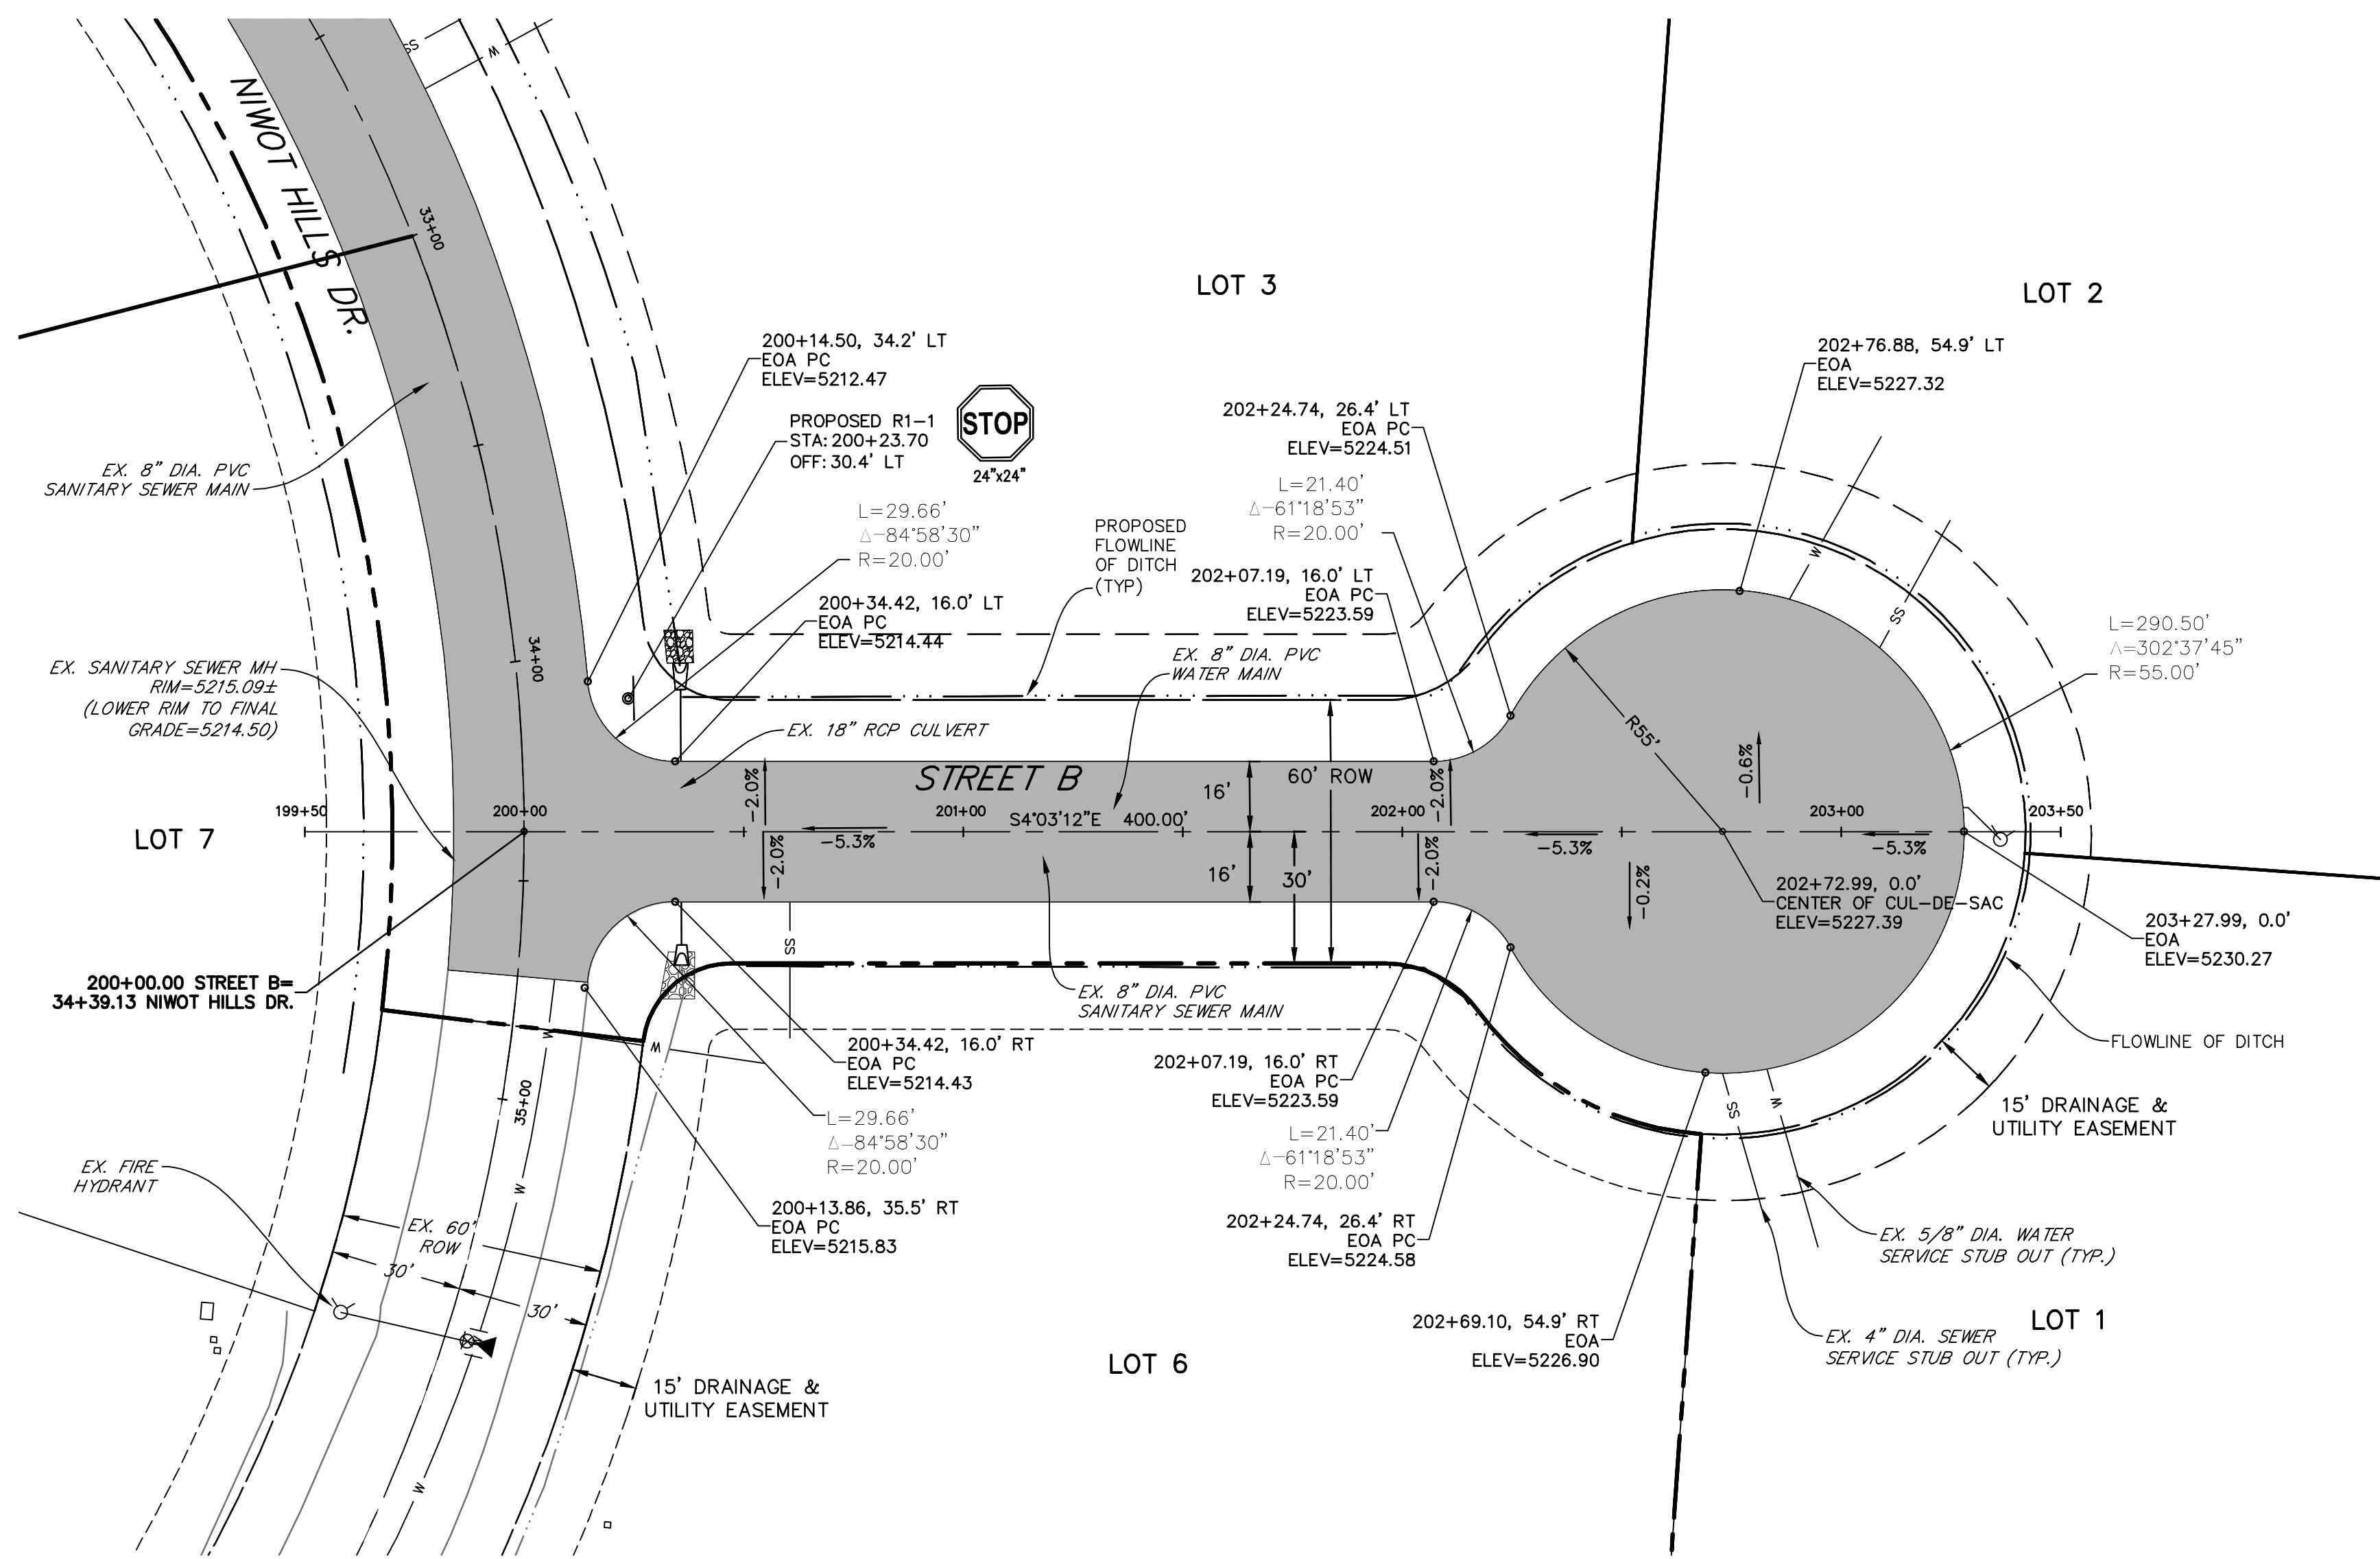 SS
W
NIWOT HILLS DR.
33+00
LOT 3
LOT 2
200+14.50, 34.2' LT
EOA PC
ELEV=5212.47
PROPOSED R1-1
STA: 200+23.70
OFF: 30.4' LT
STOP
24"x24"
202+24.74, 26.4' LT
EOA PC
ELEV=5224.51
202+76.88, 54.9' LT
EOA
ELEV=5227.32
EX. 8" DIA. PVC
SANITARY SEWER MAIN
L=29.66'
Δ-84°58'30"
R=20.00'
PROPOSED
FLOWLINE
OF DITCH
(TYP)
L=21.40'
Δ-61°18'53"
R=20.00'
202+07.19, 16.0' LT
EOA PC
ELEV=5223.59
W
SS
200+34.42, 16.0' LT
EOA PC
ELEV=5214.44
L=290.50'
Δ=302°37'45"
R=55.00'
34+00
EX. SANITARY SEWER MH
RIM=5215.09±
(LOWER RIM TO FINAL
GRADE=5214.50)
EX. 8" DIA. PVC
WATER MAIN
EX. 18" RCP CULVERT
R55'
STREET B
-2.0%
16'
60' ROW
-2.0%
-0.6%
LOT 7
199+50
200+00
201+00
S4°03'12"E 400.00'
202+00
203+00
203+50
-5.3%
-5.3%
-5.3%
-2.0%
16'
30'
-2.0%
-0.2%
202+72.99, 0.0'
CENTER OF CUL-DE-SAC
ELEV=5227.39
203+27.99, 0.0'
EOA
ELEV=5230.27
SS
200+00.00 STREET B=
34+39.13 NIWOT HILLS DR.
EX. 8" DIA. PVC
SANITARY SEWER MAIN
W
W
35+00
200+34.42, 16.0' RT
EOA PC
ELEV=5214.43
202+07.19, 16.0' RT
EOA PC
ELEV=5223.59
FLOWLINE OF DITCH
SS
W
L=29.66'
Δ-84°58'30"
R=20.00'
L=21.40'
Δ-61°18'53"
R=20.00'
15' DRAINAGE &
UTILITY EASEMENT
EX. FIRE
HYDRANT
W
200+13.86, 35.5' RT
EOA PC
ELEV=5215.83
202+24.74, 26.4' RT
EOA PC
ELEV=5224.58
EX. 60'
ROW
30'
30'
EX. 5/8" DIA. WATER
SERVICE STUB OUT (TYP.)
202+69.10, 54.9' RT
EOA
ELEV=5226.90
EX. 4" DIA. SEWER
SERVICE STUB OUT (TYP.)
LOT 1
LOT 6
15' DRAINAGE &
UTILITY EASEMENT
W